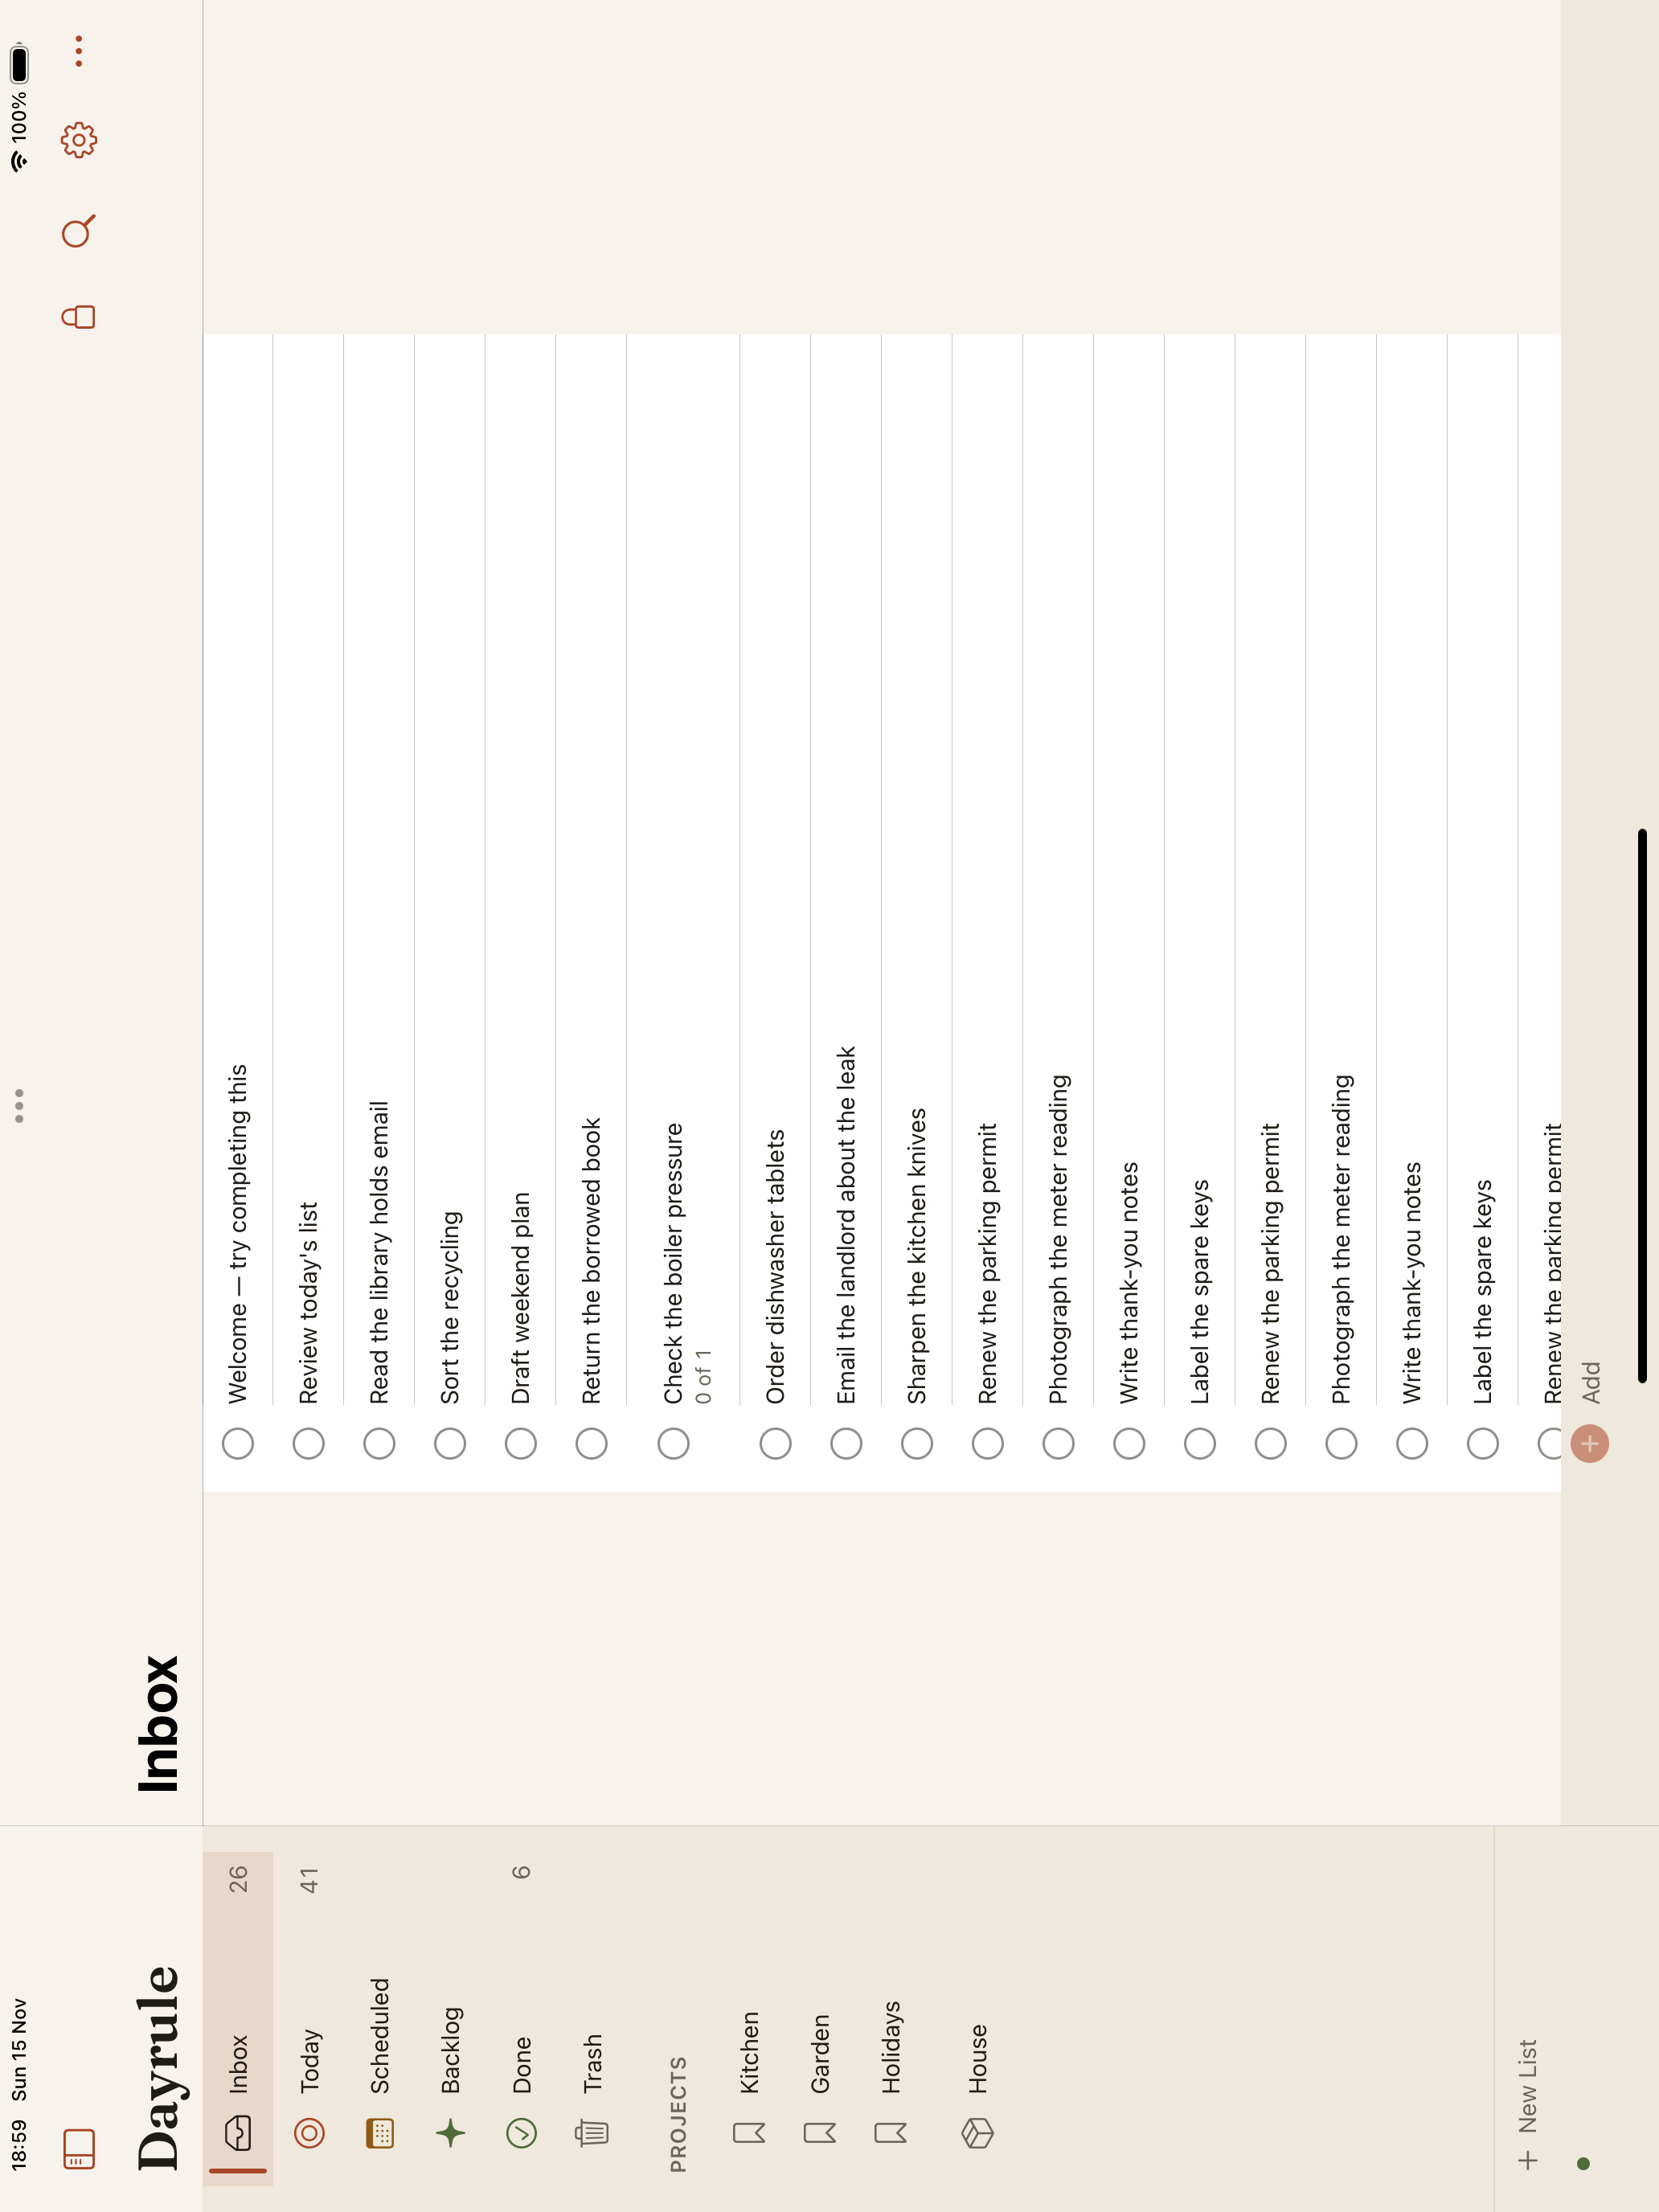 18:59 Sun 15 Nov
100%
Dayrule
Inbox 26
Today 41
Scheduled
Backlog
Done 6
Trash
PROJECTS
Kitchen
Garden
Holidays
House
+ New List
Inbox
Welcome — try completing this
Review today's list
Read the library holds email
Sort the recycling
Draft weekend plan
Return the borrowed book
Check the boiler pressure
0 of 1
Order dishwasher tablets
Email the landlord about the leak
Sharpen the kitchen knives
Renew the parking permit
Photograph the meter reading
Write thank-you notes
Label the spare keys
Renew the parking permit
Photograph the meter reading
Write thank-you notes
Label the spare keys
Renew the parking permit
Add